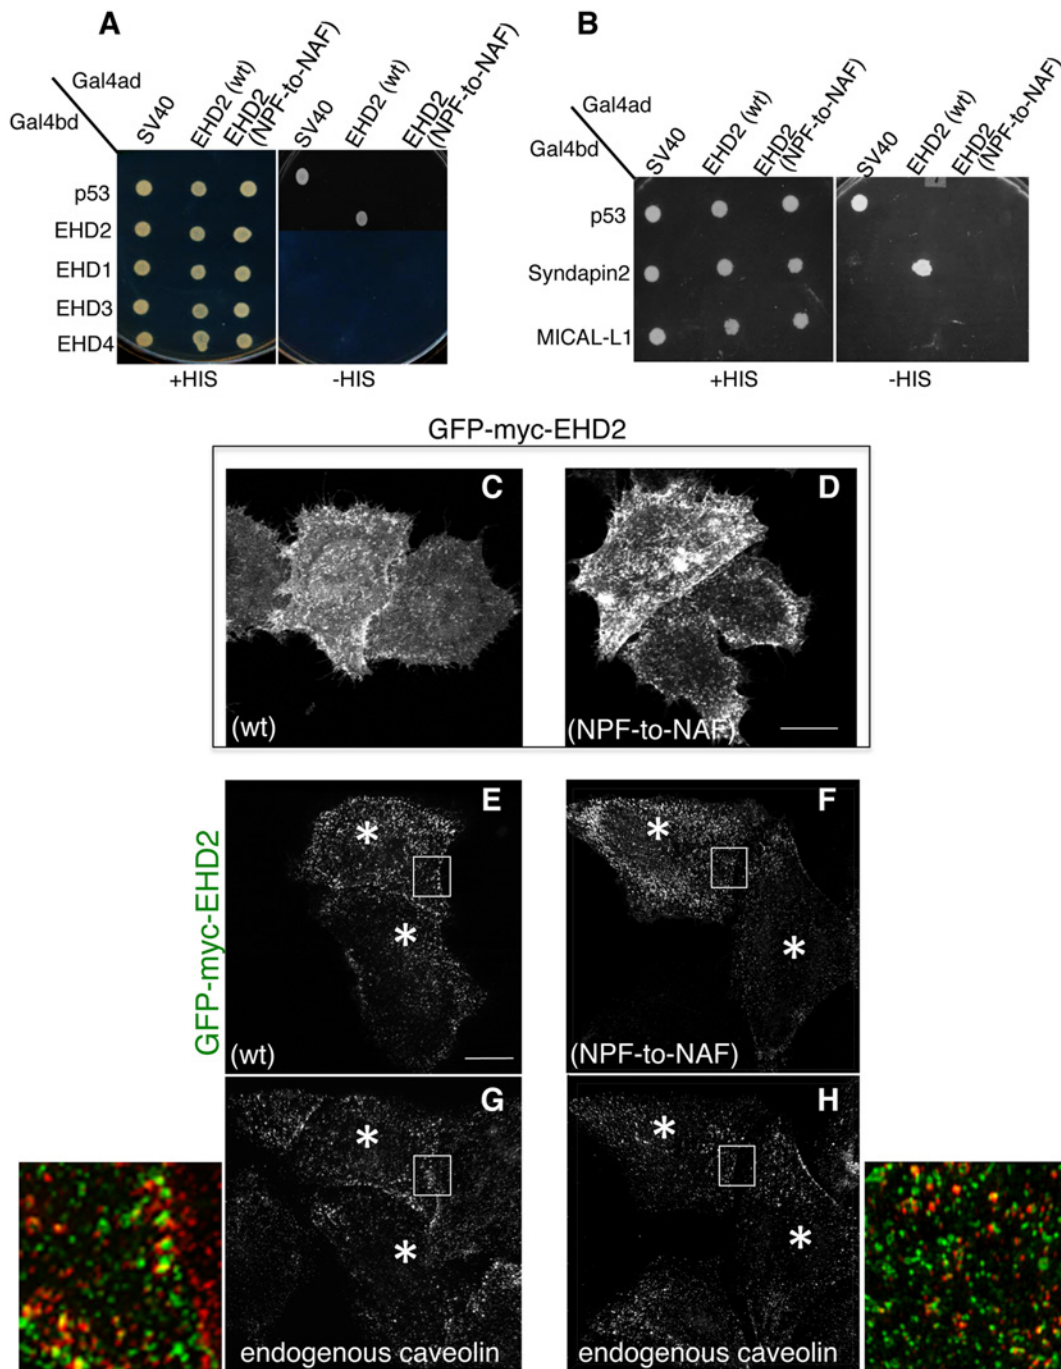 A
B
Gal4ad
Gal4bd
SV40
EHD2 (wt)
EHD2
(NPF-to-NAF)
SV40
EHD2 (wt)
EHD2
(NPF-to-NAF)
p53
EHD2
EHD1
EHD3
EHD4
+HIS
-HIS
Gal4ad
Gal4bd
SV40
EHD2 (wt)
EHD2
(NPF-to-NAF)
SV40
EHD2 (wt)
EHD2
(NPF-to-NAF)
p53
Syndapin2
MICAL-L1
+HIS
-HIS
GFP-myc-EHD2
C
D
(wt)
(NPF-to-NAF)
GFP-myc-EHD2
E
F
*
*
*
*
(wt)
(NPF-to-NAF)
G
H
*
*
*
*
endogenous caveolin
endogenous caveolin